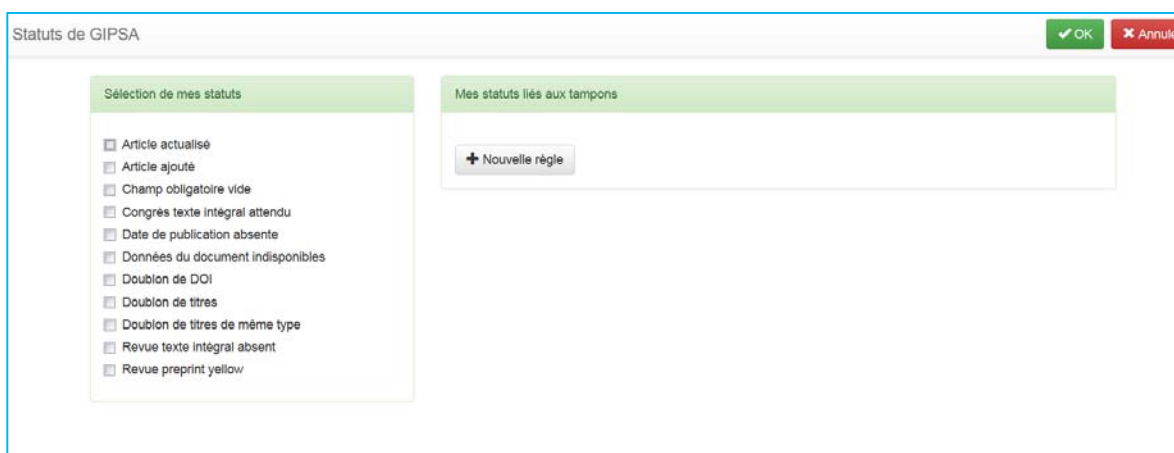 Statuts de GIPSA
OK
Annule
Sélection de mes statuts
Mes statuts liés aux tampons
Article actualisé
Article ajouté
Champ obligatoire vide
Congrès texte intégral attendu
Date de publication absente
Données du document indisponibles
Doublon de DOI
Doublon de titres
Doublon de titres de même type
Revue texte intégral absent
Revue preprint yellow
Nouvelle règle